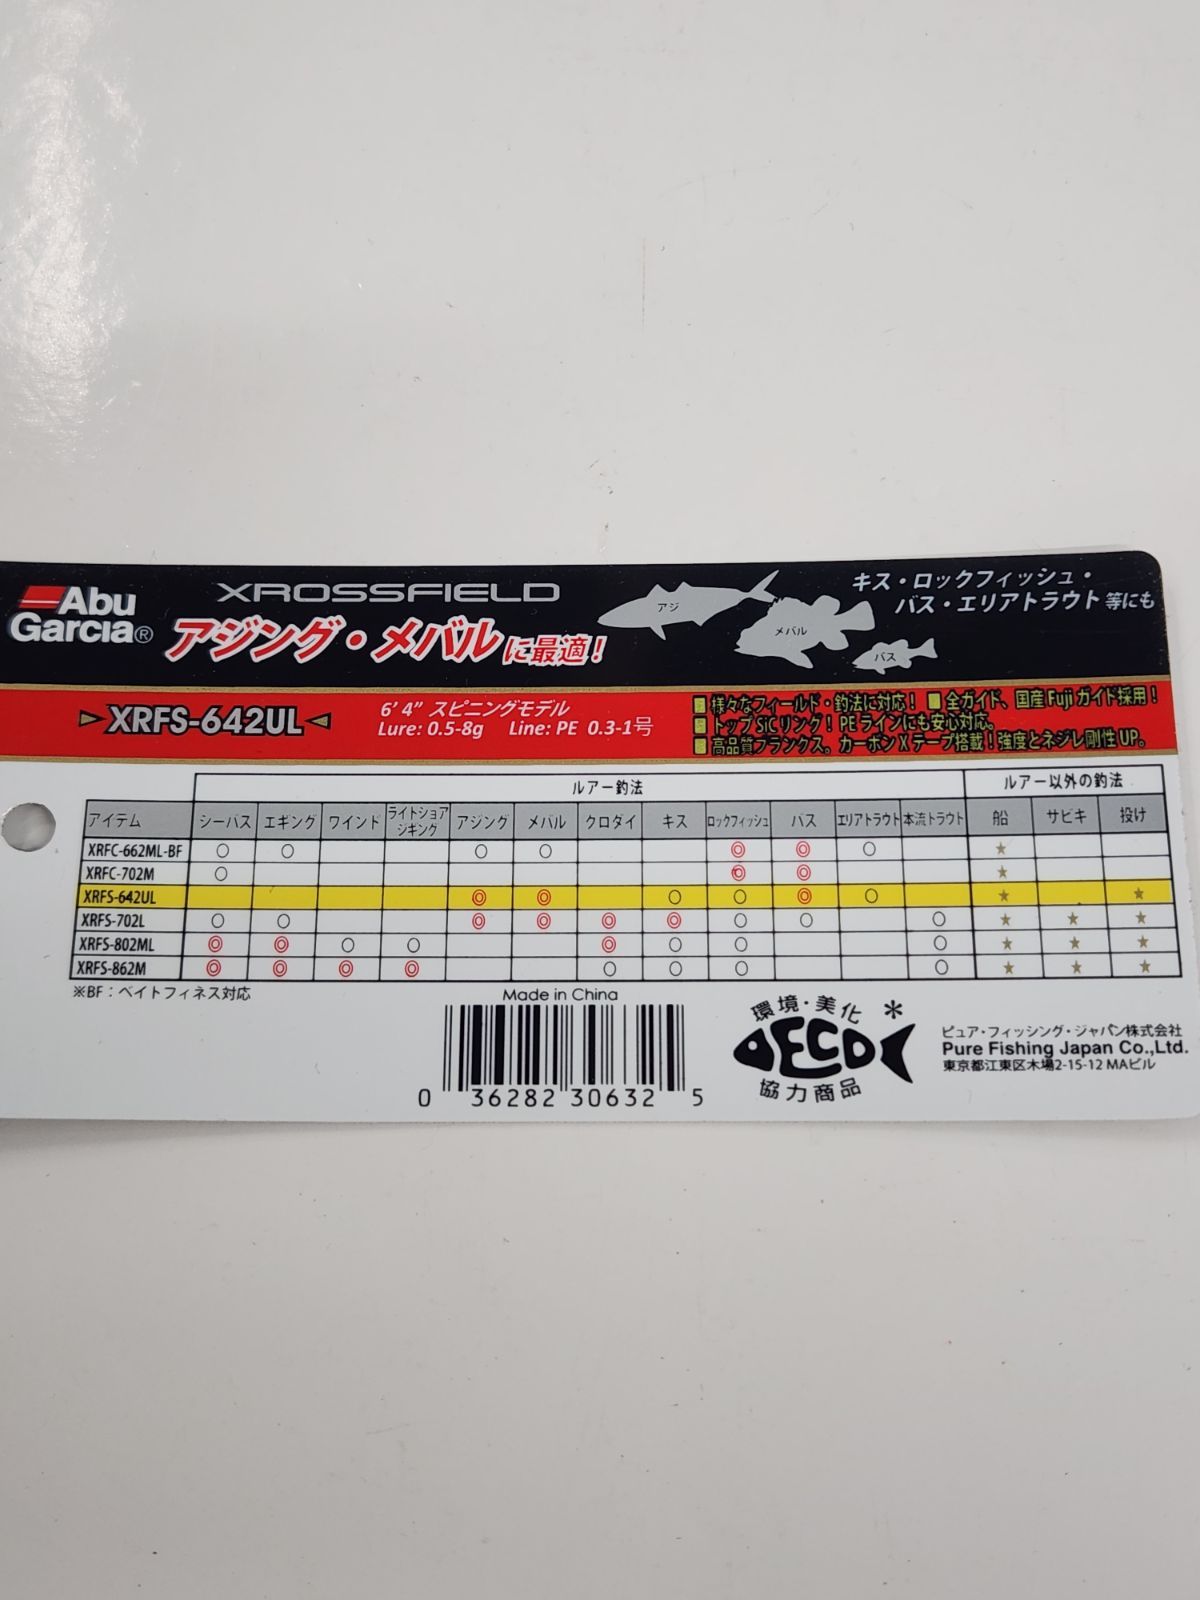 Abu Garcia®
XROSSFIELD
アジング・メバルに最適！
アジ
メバル
バス
キス・ロックフィッシュ・
バス・エリアトラウト 等にも
XRFS-642UL
6' 4" スピニングモデル
Lure: 0.5-8g Line: PE 0.3-1号
様々なフィールド・釣法に対応！ 全ガイド、国産Fujiガイド採用！
トップSiCリング！PEラインにも安心対応。
高品質ブランクス。カーボンXテープ搭載！強度とネジレ剛性UP。
ルアー釣法 ルアー以外の釣法
アイテム シーバス エギング ワインド ライトショアジギング アジング メバル クロダイ キス ロックフィッシュ バス エリアトラウト 本流トラウト 船 サビキ 投げ
XRFC-662ML-BF ○ ○ ○ ○ ◎ ◎ ○ ★
XRFC-702M ○ ◎ ◎ ★
XRFS-642UL ◎ ◎ ○ ○ ◎ ○ ★ ★
XRFS-702L ○ ○ ◎ ◎ ◎ ◎ ○ ○ ○ ★ ★ ★
XRFS-802ML ◎ ◎ ○ ○ ◎ ○ ○ ○ ★ ★ ★
XRFS-862M ◎ ◎ ◎ ◎ ○ ○ ○ ○ ★ ★ ★
※BF：ベイトフィネス対応
Made in China
0 36282 30632 5
環境・美化
ECO
協力商品
*
ピュア・フィッシング・ジャパン株式会社
Pure Fishing Japan Co.,Ltd.
東京都江東区木場2-15-12 MAビル